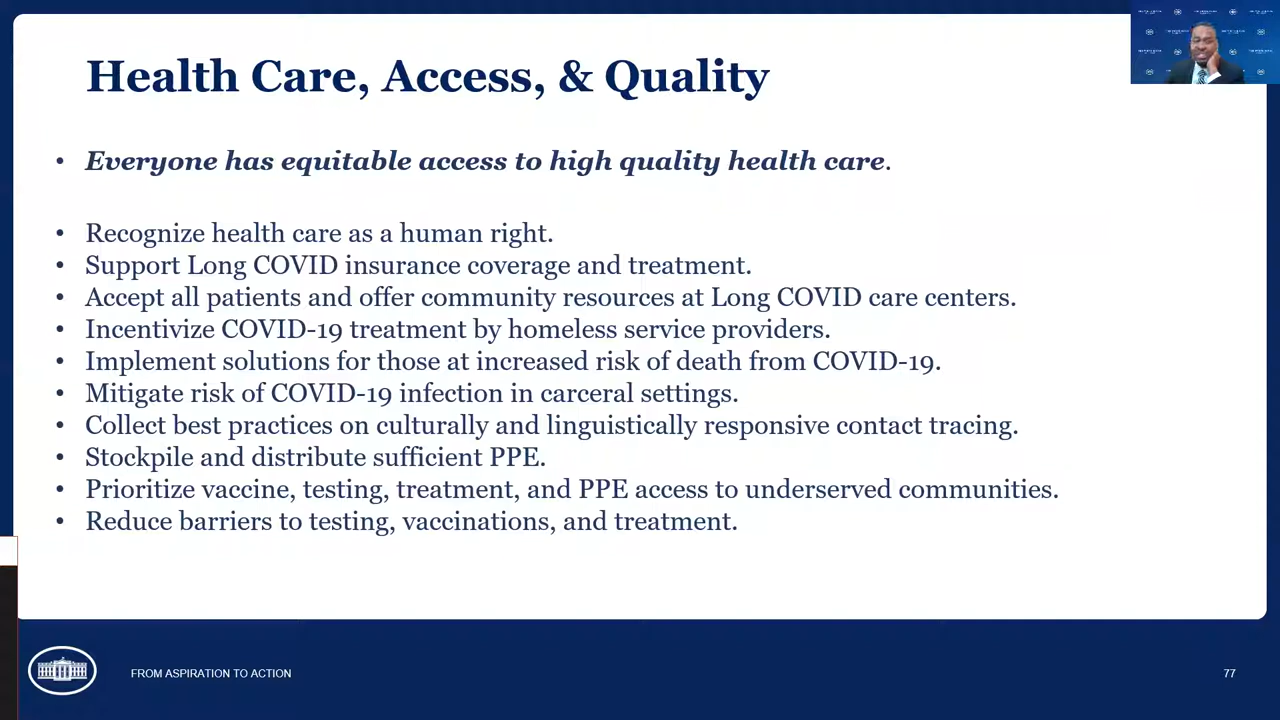 Health Care, Access, & Quality
• Everyone has equitable access to high quality health care.
• Recognize health care as a human right.
• Support Long COVID insurance coverage and treatment.
• Accept all patients and offer community resources at Long COVID care centers.
• Incentivize COVID-19 treatment by homeless service providers.
• Implement solutions for those at increased risk of death from COVID-19.
• Mitigate risk of COVID-19 infection in carceral settings.
• Collect best practices on culturally and linguistically responsive contact tracing.
• Stockpile and distribute sufficient PPE.
• Prioritize vaccine, testing, treatment, and PPE access to underserved communities.
• Reduce barriers to testing, vaccinations, and treatment.
FROM ASPIRATION TO ACTION
77